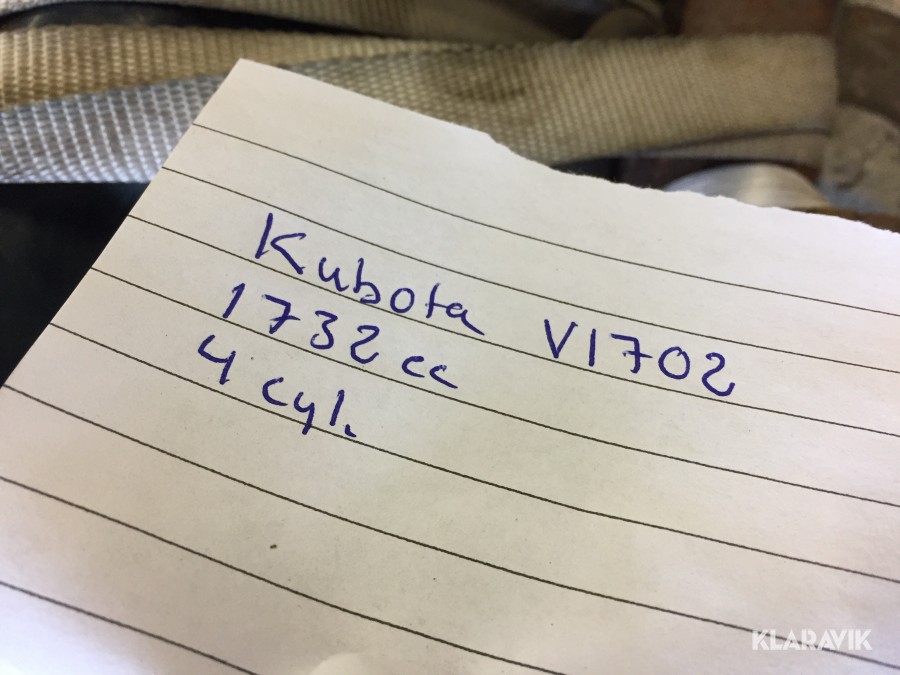 Kubota V1702
1732 cc
4 cyl.
KLARAVIK